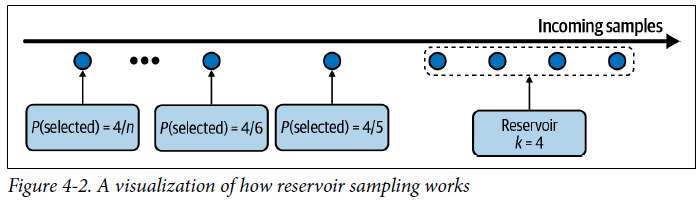 Incoming samples
P(selected) = 4/n
P(selected) = 4/6
P(selected) = 4/5
Reservoir
k = 4
Figure 4-2. A visualization of how reservoir sampling works